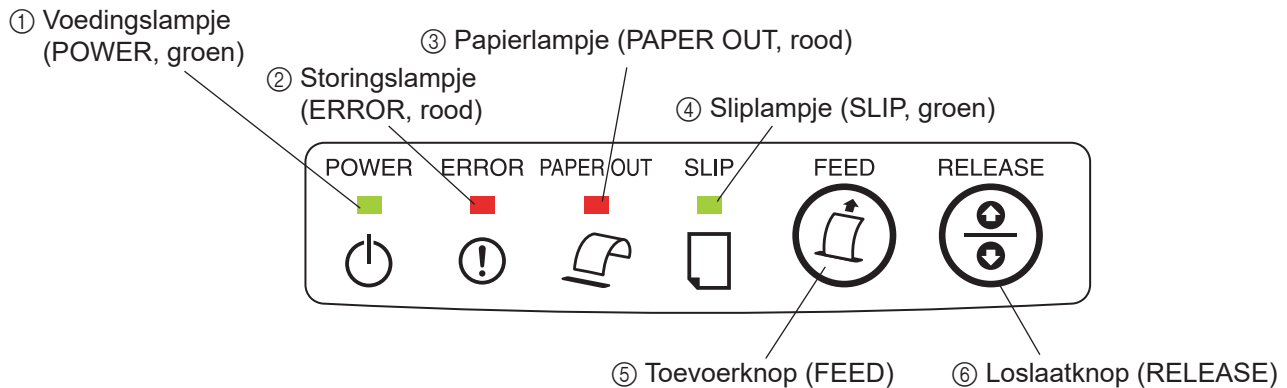 ① Voedingslampje
(POWER, groen)
② Storingslampje
(ERROR, rood)
③ Papierlampje (PAPER OUT, rood)
④ Sliplampje (SLIP, groen)
POWER ERROR PAPER OUT SLIP FEED RELEASE
⑤ Toevoerknop (FEED)
⑥ Loslaatknop (RELEASE)